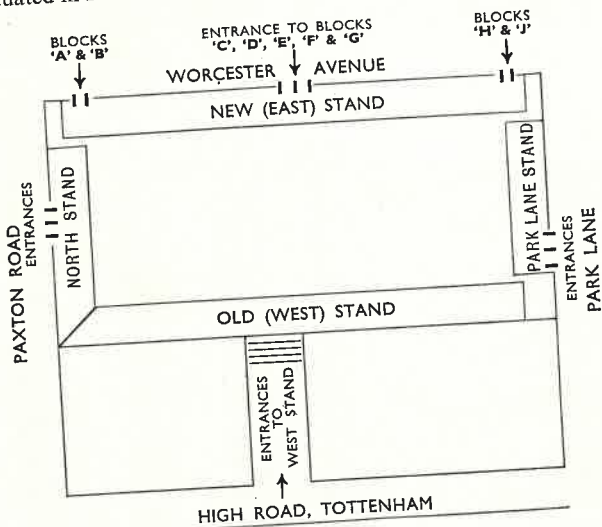 BLOCKS
'A' & 'B'
ENTRANCE TO BLOCKS
'C', 'D', 'E', 'F' & 'G'
BLOCKS
'H' & 'J'
WORCESTER AVENUE
NEW (EAST) STAND
PAXTON ROAD
ENTRANCES
NORTH STAND
PARK LANE STAND
ENTRANCES
PARK LANE
OLD (WEST) STAND
ENTRANCES
TO
WEST STAND
HIGH ROAD, TOTTENHAM